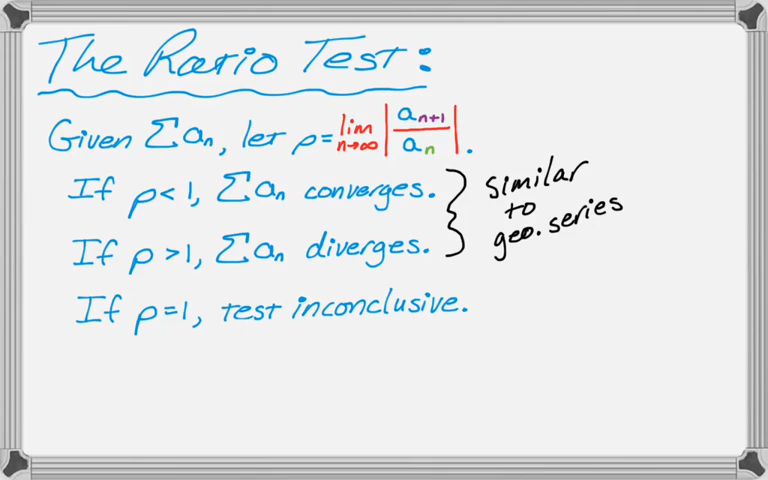 The Ratio Test:
Given Σaₙ, let ρ = lim n→∞ |aₙ₊₁/aₙ|.
If ρ < 1, Σaₙ converges.
If ρ > 1, Σaₙ diverges.
similar
to
geo. series
If ρ = 1, test inconclusive.